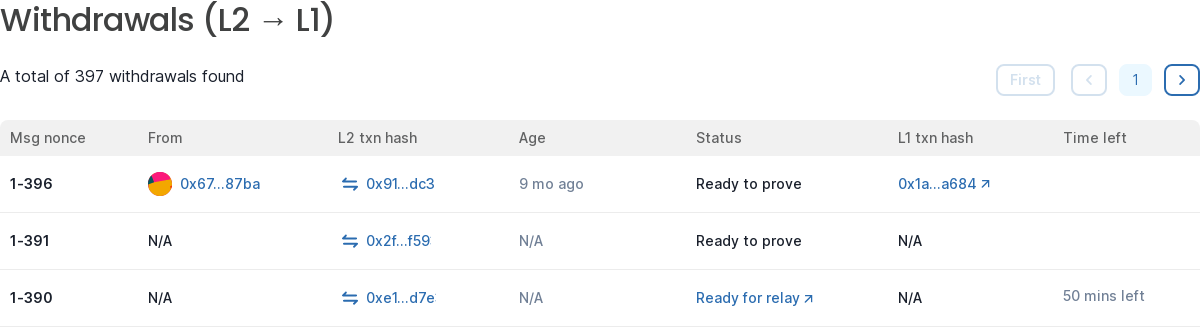 Withdrawals (L2 → L1)
A total of 397 withdrawals found
First < 1 >
Msg nonce From L2 txn hash Age Status L1 txn hash Time left
1-396 0x67...87ba 0x91...dc3 9 mo ago Ready to prove 0x1a...a684
1-391 N/A 0x2f...f59 N/A Ready to prove N/A
1-390 N/A 0xe1...d7e N/A Ready for relay N/A 50 mins left